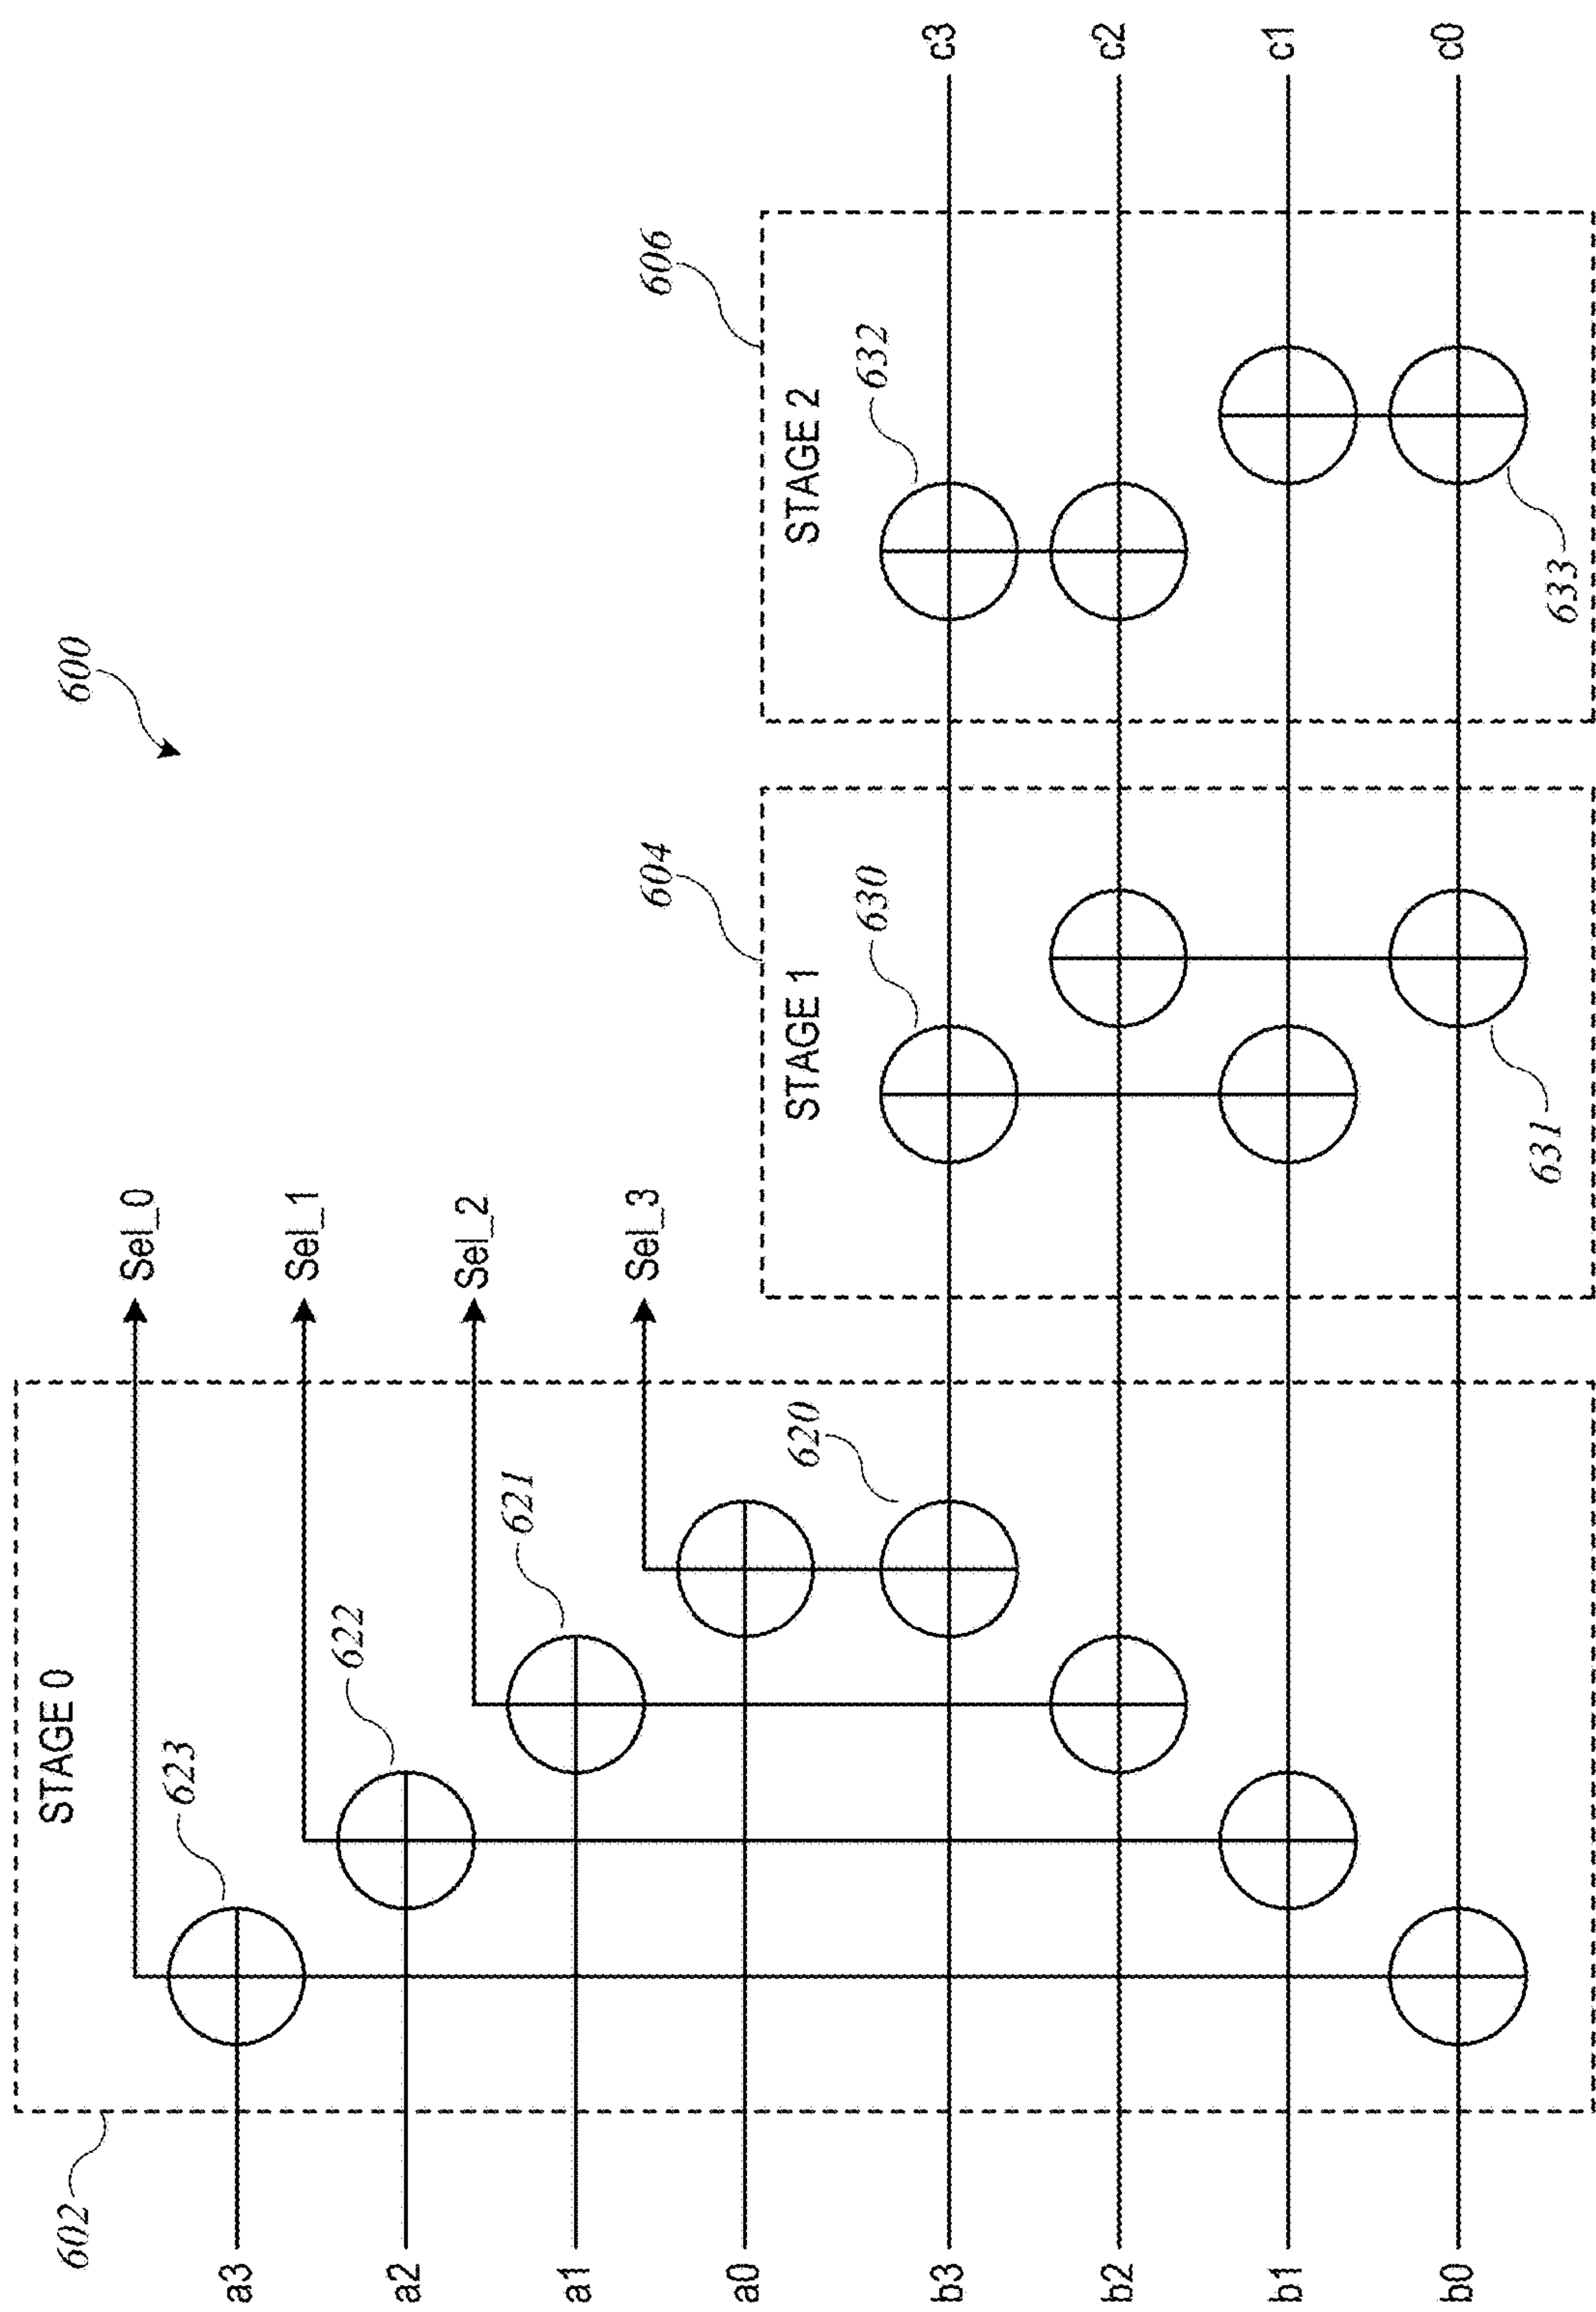 600
602
STAGE 0
623
622
621
620
Sel_0
Sel_1
Sel_2
Sel_3
a3
a2
a1
a0
b3
b2
b1
b0
604
STAGE 1
630
631
606
STAGE 2
632
633
c3
c2
c1
c0